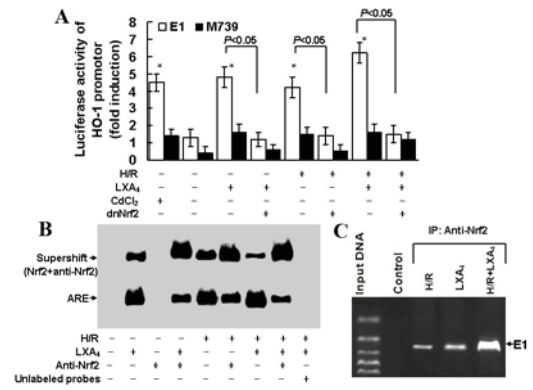 A
E1 M739
Luciferase activity of
HO-1 promotor
(fold induction)
8
7
6
5
4
3
2
1
0
* * * *
P<0.05 P<0.05 P<0.05
H/R – – – – + + + +
LXA₄ – – + + – – + +
CdCl₂ + – – – – – – –
dnNrf2 – – – + – + – +
B
Supershift
(Nrf2+anti-Nrf2)
ARE
H/R – – – – + + + + +
LXA₄ – + – + – – + + +
Anti-Nrf2 – – + + – + – + –
Unlabeled probes – – – – – – – – +
C
IP: Anti-Nrf2
Input DNA
Control
H/R
LXA₄
H/R+LXA₄
E1